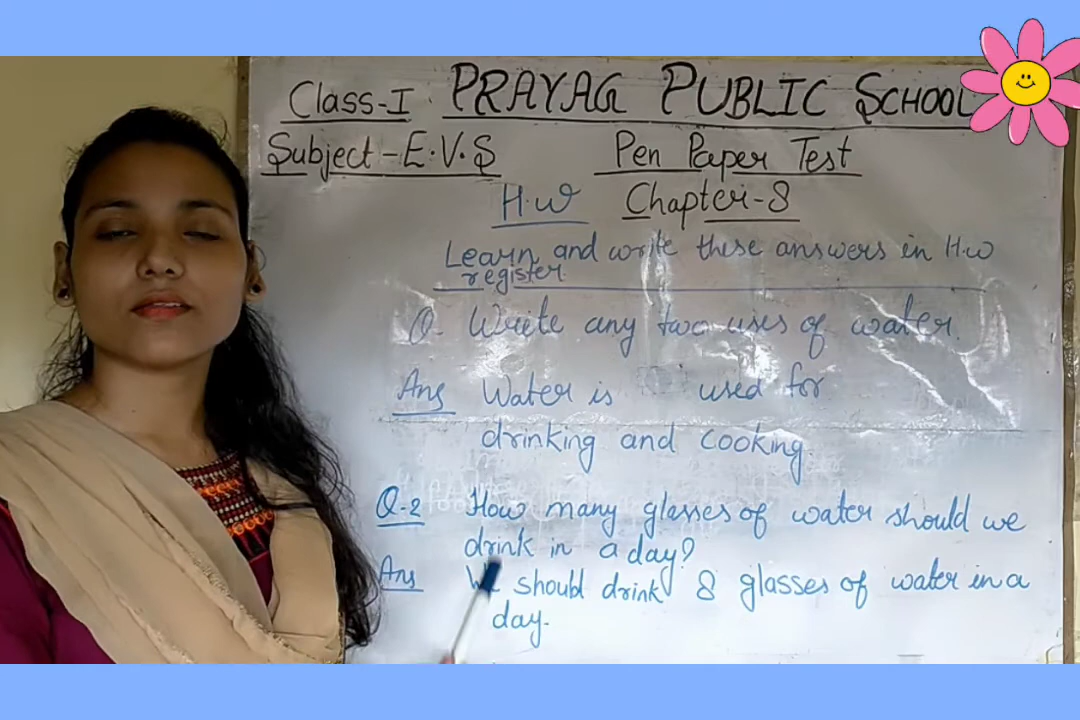 Class-I PRAYAG PUBLIC SCHOOL
Subject-E.V.S Pen Paper Test
H.W Chapter-8
Learn and write these answers in H.W
register.
Q. Write any two uses of water.
Ans Water is used for
drinking and cooking.
Q-2 How many glasses of water should we
drink in a day?
Ans We should drink 8 glasses of water in a
day.